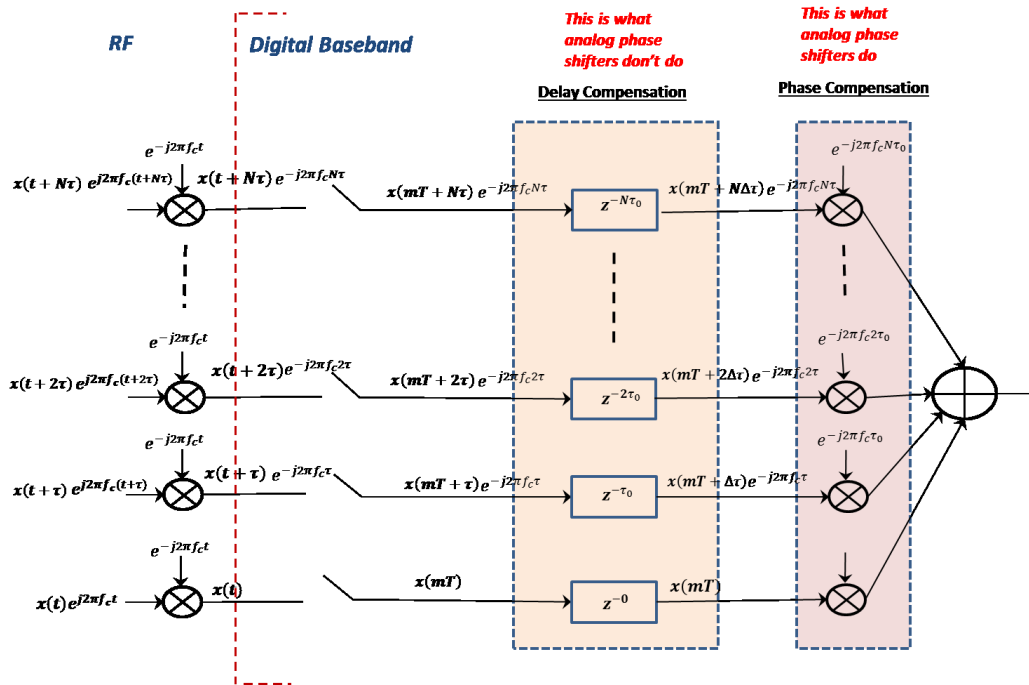 This is what
analog phase
shifters don't do
This is what
analog phase
shifters do
RF
Digital Baseband
Delay Compensation
Phase Compensation
e^{-j2πf_c t}
e^{-j2πf_c Nτ_0}
x(t + Nτ) e^{j2πf_c(t+Nτ)}
x(t + Nτ) e^{-j2πf_c Nτ}
x(mT + Nτ) e^{-j2πf_c Nτ}
z^{-Nτ_0}
x(mT + NΔτ) e^{-j2πf_c Nτ}
e^{-j2πf_c t}
e^{-j2πf_c 2τ_0}
x(t + 2τ) e^{j2πf_c(t+2τ)}
x(t + 2τ) e^{-j2πf_c 2τ}
x(mT + 2τ) e^{-j2πf_c 2τ}
z^{-2τ_0}
x(mT + 2Δτ) e^{-j2πf_c 2τ}
e^{-j2πf_c t}
e^{-j2πf_c τ_0}
x(t + τ) e^{j2πf_c(t+τ)}
x(t + τ) e^{-j2πf_c τ}
x(mT + τ) e^{-j2πf_c τ}
z^{-τ_0}
x(mT + Δτ) e^{-j2πf_c τ}
e^{-j2πf_c t}
x(t) e^{j2πf_c t}
x(t)
x(mT)
z^{-0}
x(mT)